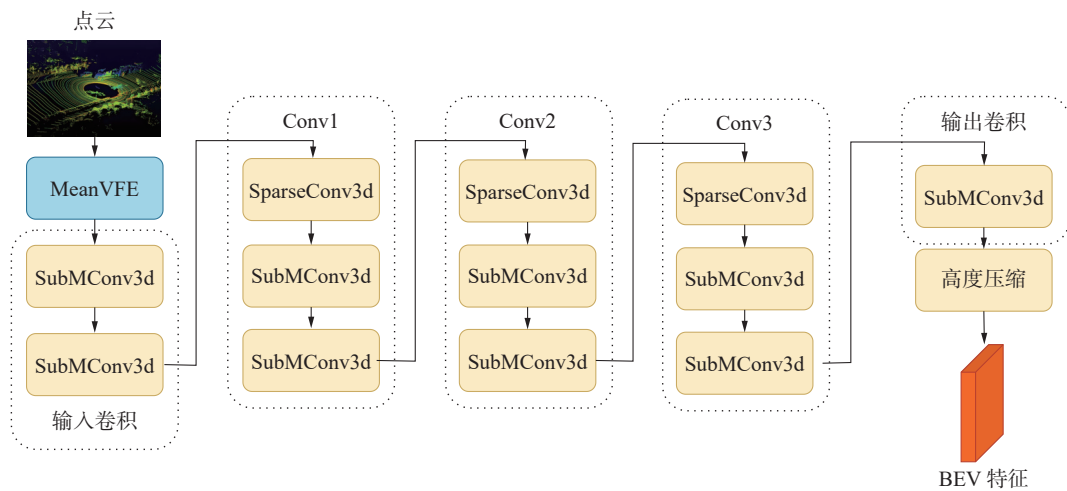 点云
MeanVFE
SubMConv3d
SubMConv3d
输入卷积
Conv1
SparseConv3d
SubMConv3d
SubMConv3d
Conv2
SparseConv3d
SubMConv3d
SubMConv3d
Conv3
SparseConv3d
SubMConv3d
SubMConv3d
输出卷积
SubMConv3d
高度压缩
BEV 特征